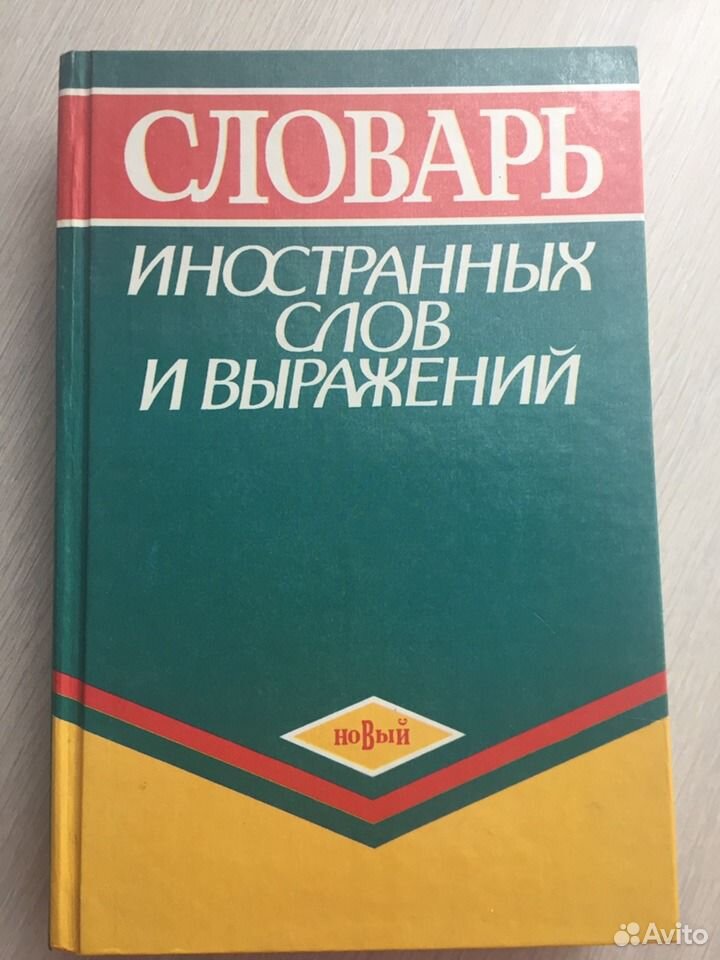 СЛОВАРЬ
ИНОСТРАННЫХ
СЛОВ
И ВЫРАЖЕНИЙ
НОВЫЙ
Avito